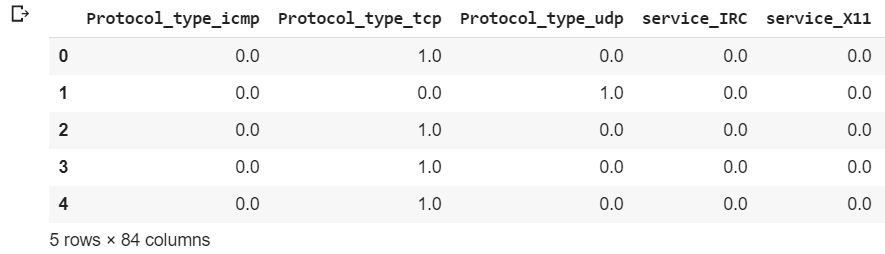 Protocol_type_icmp Protocol_type_tcp Protocol_type_udp service_IRC service_X11
0 0.0 1.0 0.0 0.0 0.0
1 0.0 0.0 1.0 0.0 0.0
2 0.0 1.0 0.0 0.0 0.0
3 0.0 1.0 0.0 0.0 0.0
4 0.0 1.0 0.0 0.0 0.0
5 rows × 84 columns